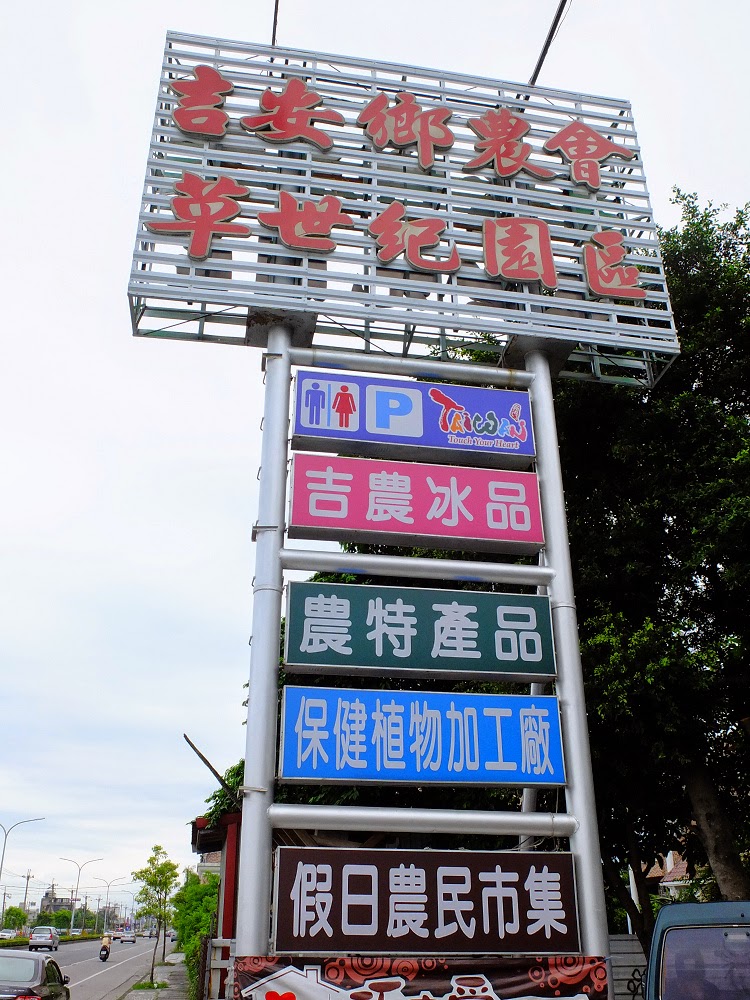 吉安鄉農會
草世紀園區
P
TAIWAN
Touch Your Heart
吉農冰品
農特產品
保健植物加工廠
假日農民市集